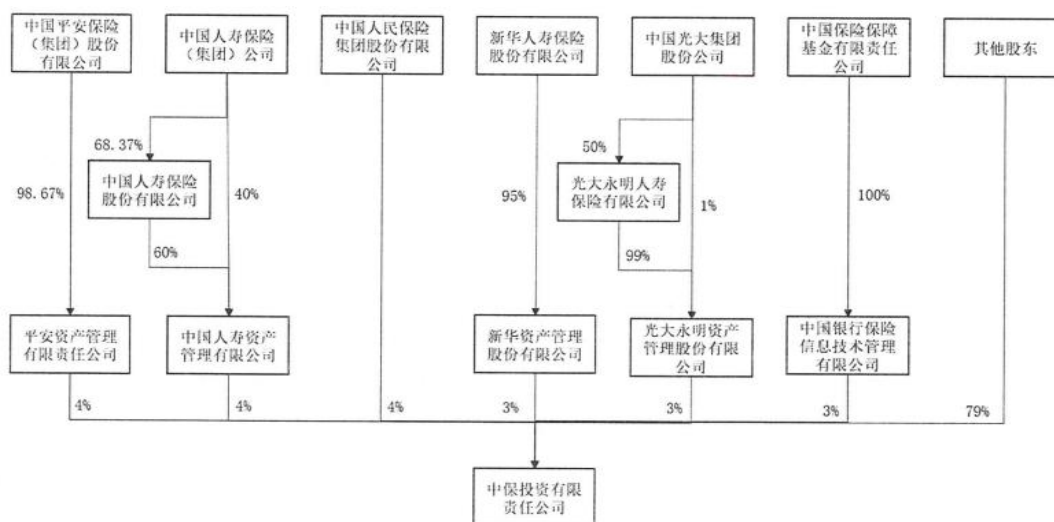 中国平安保险
（集团）股份
有限公司
中国人寿保险
（集团）公司
中国人民保险
集团股份有限
公司
新华人寿保险
股份有限公司
中国光大集团
股份公司
中国保险保障
基金有限责任
公司
其他股东
68.37%
50%
中国人寿保险
股份有限公司
光大永明人寿
保险有限公司
98.67%
40%
95%
1%
100%
60%
99%
平安资产管理
有限责任公司
中国人寿资产
管理有限公司
新华资产管理
股份有限公司
光大永明资产
管理股份有限
公司
中国银行保险
信息技术管理
有限公司
4%
4%
4%
3%
3%
3%
79%
中保投资有限
责任公司